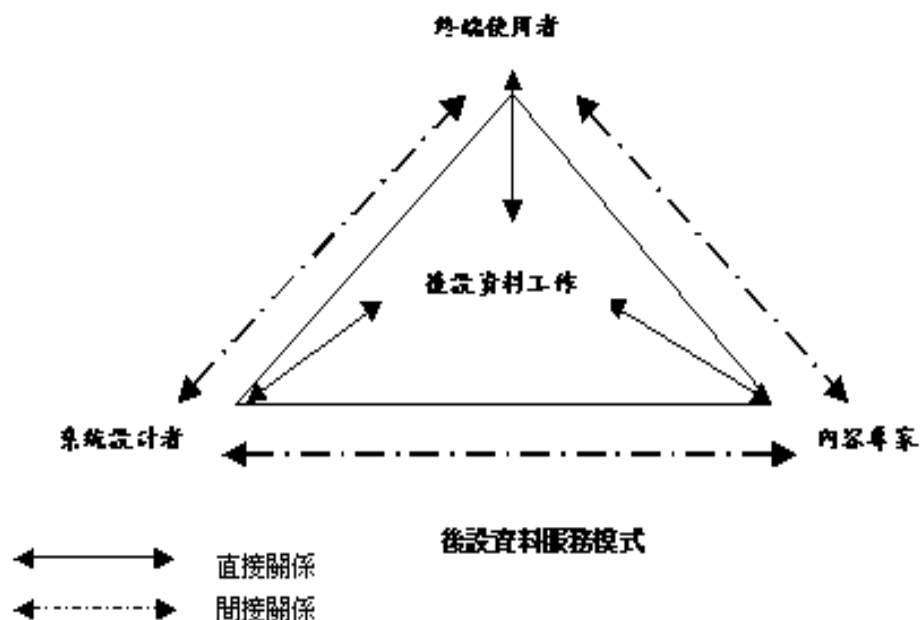 終端使用者
後設資料工作
系統設計者
內容專家
後設資料服務模式
直接關係
間接關係